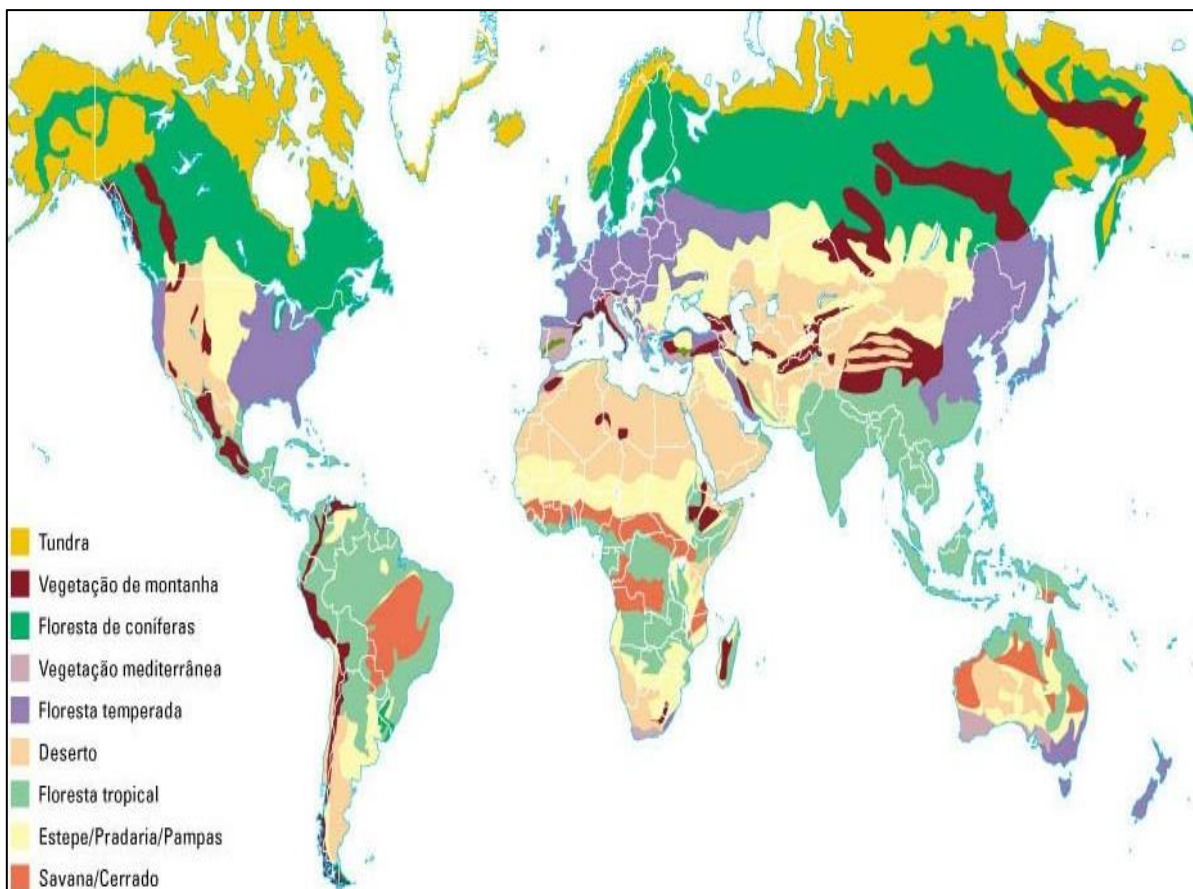 Tundra
Vegetação de montanha
Floresta de coníferas
Vegetação mediterrânea
Floresta temperada
Deserto
Floresta tropical
Estepe/Pradaria/Pampas
Savana/Cerrado